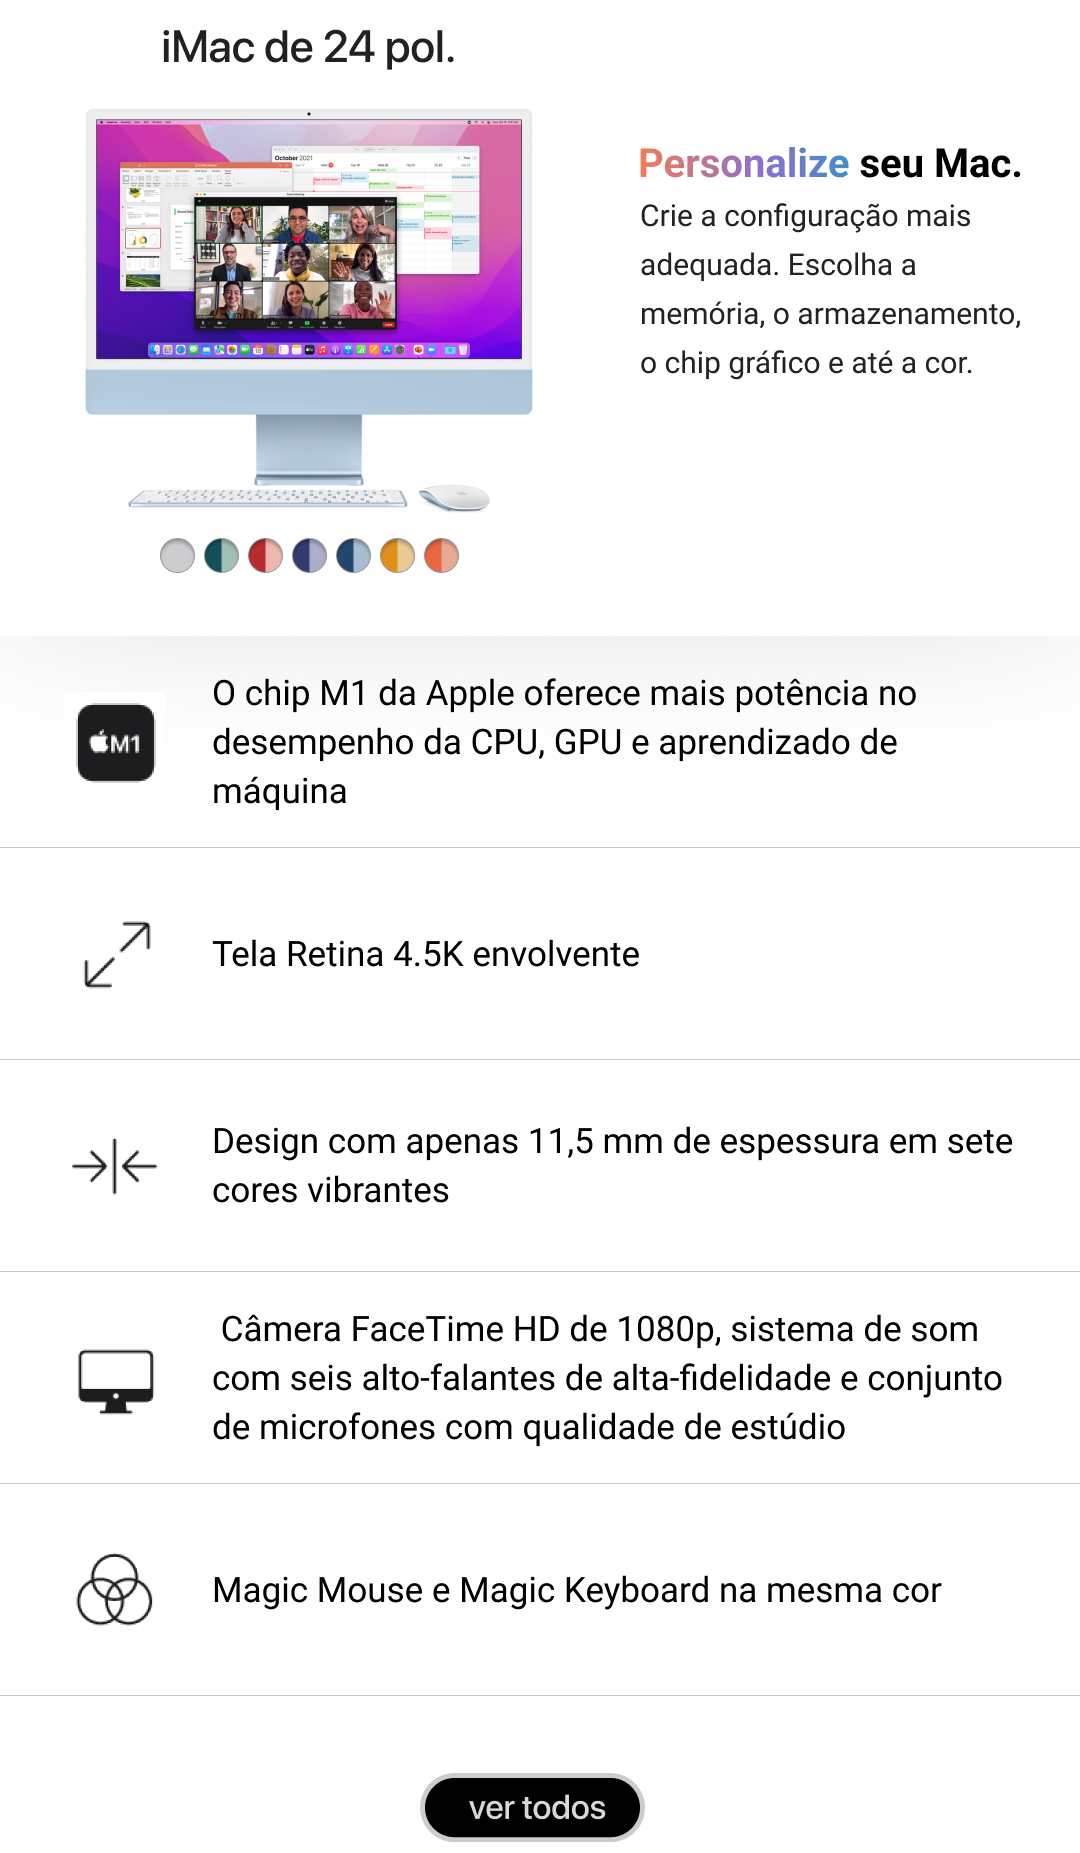 iMac de 24 pol.
October 2021
Personalize seu Mac.
Crie a configuração mais
adequada. Escolha a
memória, o armazenamento,
o chip gráfico e até a cor.
M1
O chip M1 da Apple oferece mais potência no
desempenho da CPU, GPU e aprendizado de
máquina
Tela Retina 4.5K envolvente
Design com apenas 11,5 mm de espessura em sete
cores vibrantes
Câmera FaceTime HD de 1080p, sistema de som
com seis alto-falantes de alta-fidelidade e conjunto
de microfones com qualidade de estúdio
Magic Mouse e Magic Keyboard na mesma cor
ver todos